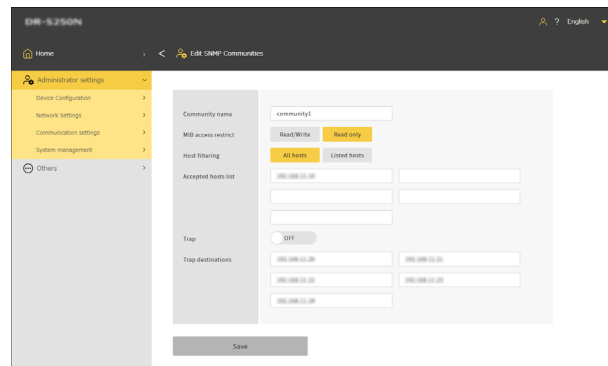 DR-S250N
? English
Home
Edit SNMP Communities
Administrator settings
Device Configuration
Network Settings
Communication settings
System management
Others
Community name
community1
MIB access restrict
Read/Write
Read only
Host filtering
All hosts
Listed hosts
Accepted hosts list
Trap
OFF
Trap destinations
Save